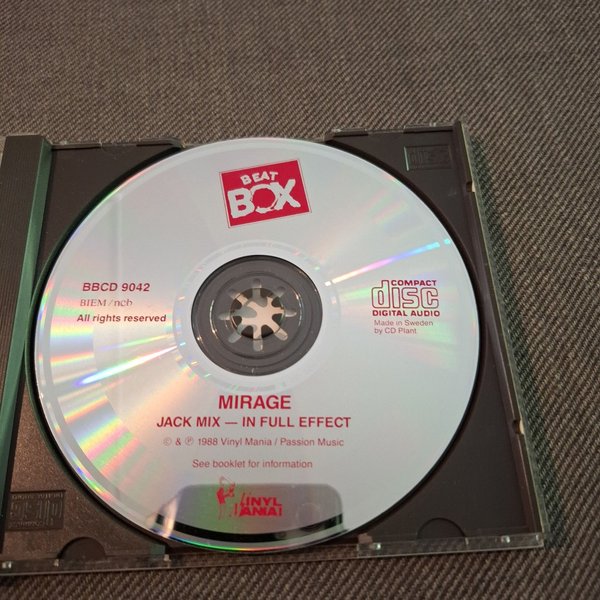 BEAT
BOX
BBCD 9042
BIEM/ncb
All rights reserved
COMPACT
disc
DIGITAL AUDIO
Made in Sweden
by CD Plant
MIRAGE
JACK MIX — IN FULL EFFECT
© & ℗ 1988 Vinyl Mania / Passion Music
See booklet for information
VINYL
MANIA!